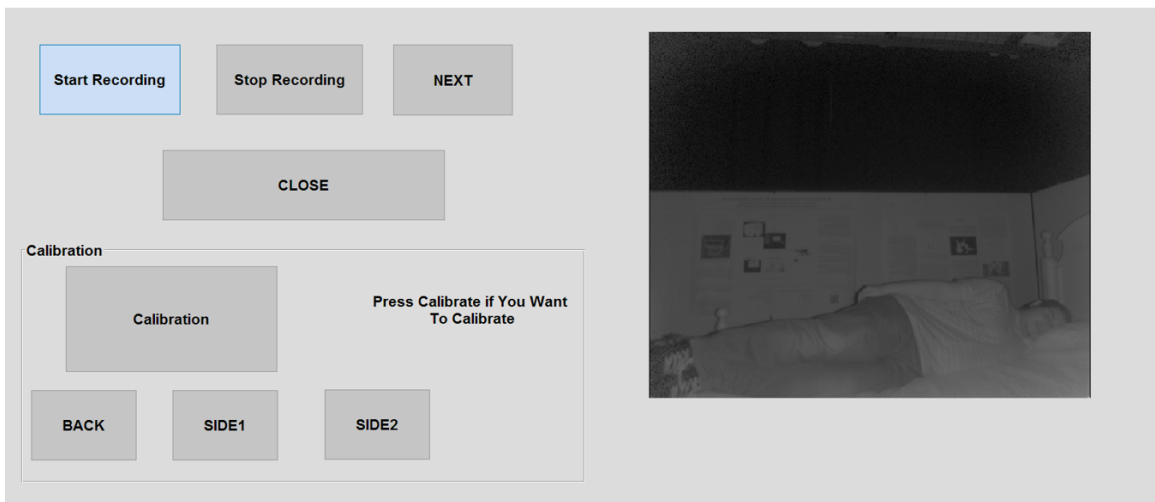 Start Recording
Stop Recording
NEXT
CLOSE
Calibration
Calibration
Press Calibrate if You Want
To Calibrate
BACK
SIDE1
SIDE2